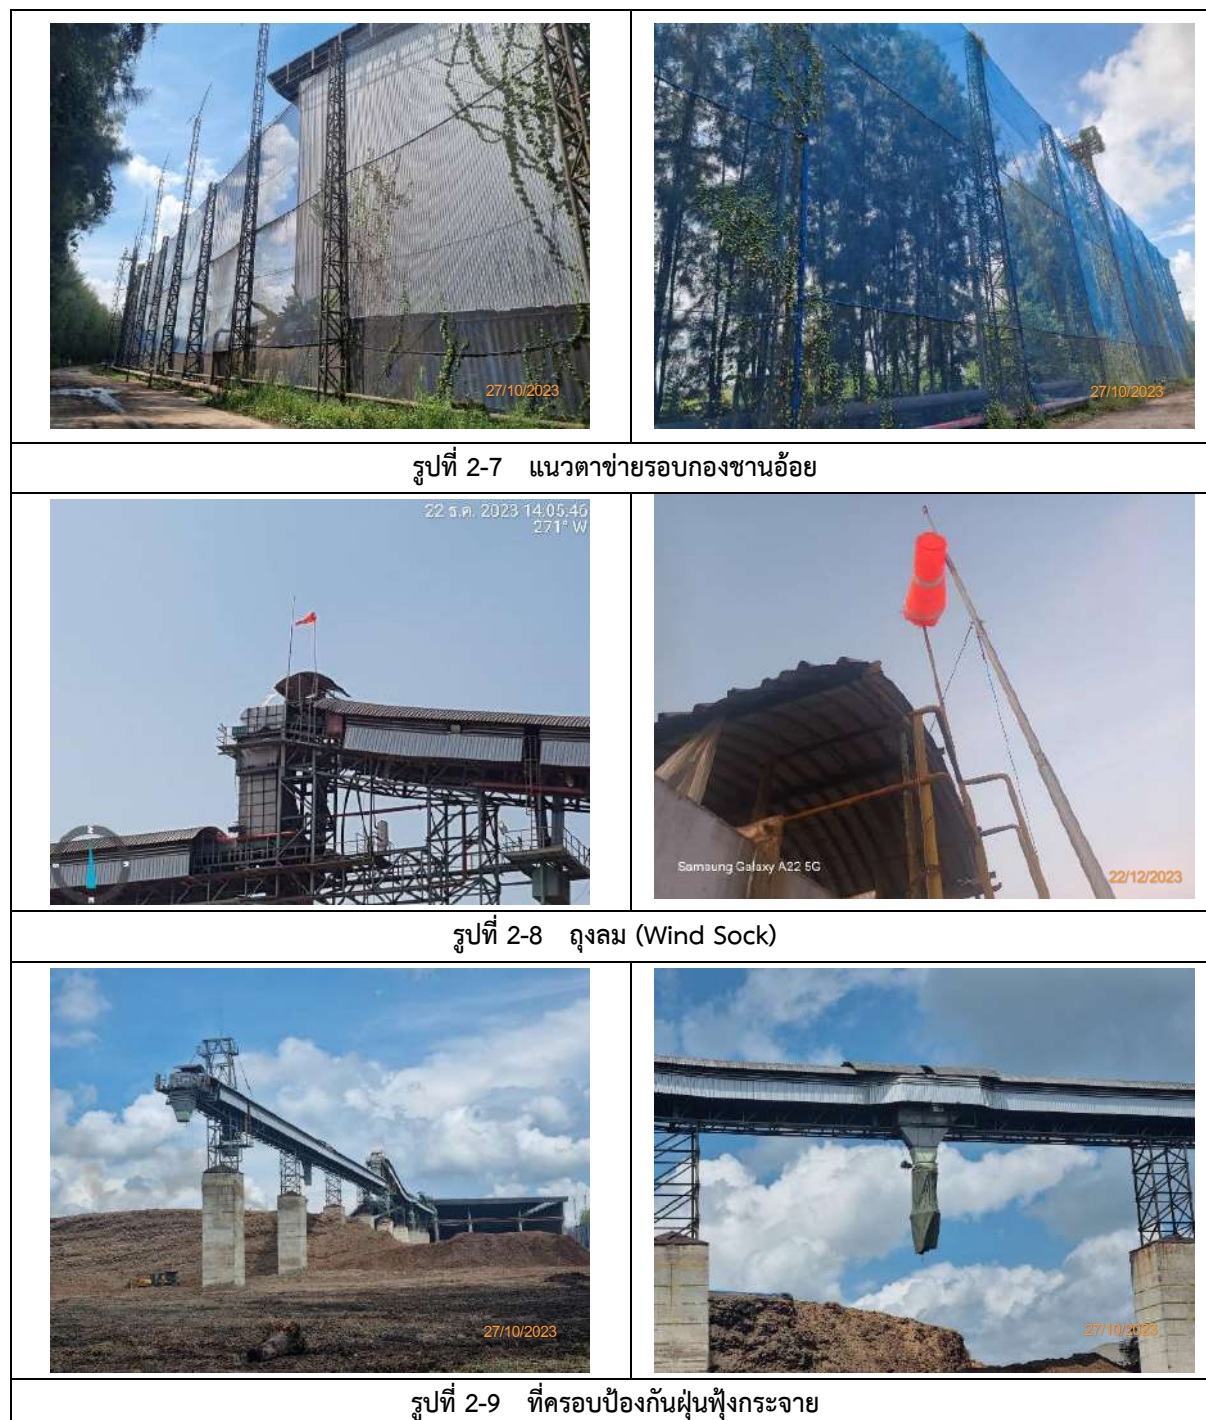 27/10/2023
27/10/2023
รูปที่ 2-7 แนวตาข่ายรอบกองชานอ้อย
22 ธ.ค. 2023 14:05:46
271° W
Samsung Galaxy A22 5G
22/12/2023
รูปที่ 2-8 ถุงลม (Wind Sock)
27/10/2023
27/10/2023
รูปที่ 2-9 ที่ครอบป้องกันฝุ่นฟุ้งกระจาย